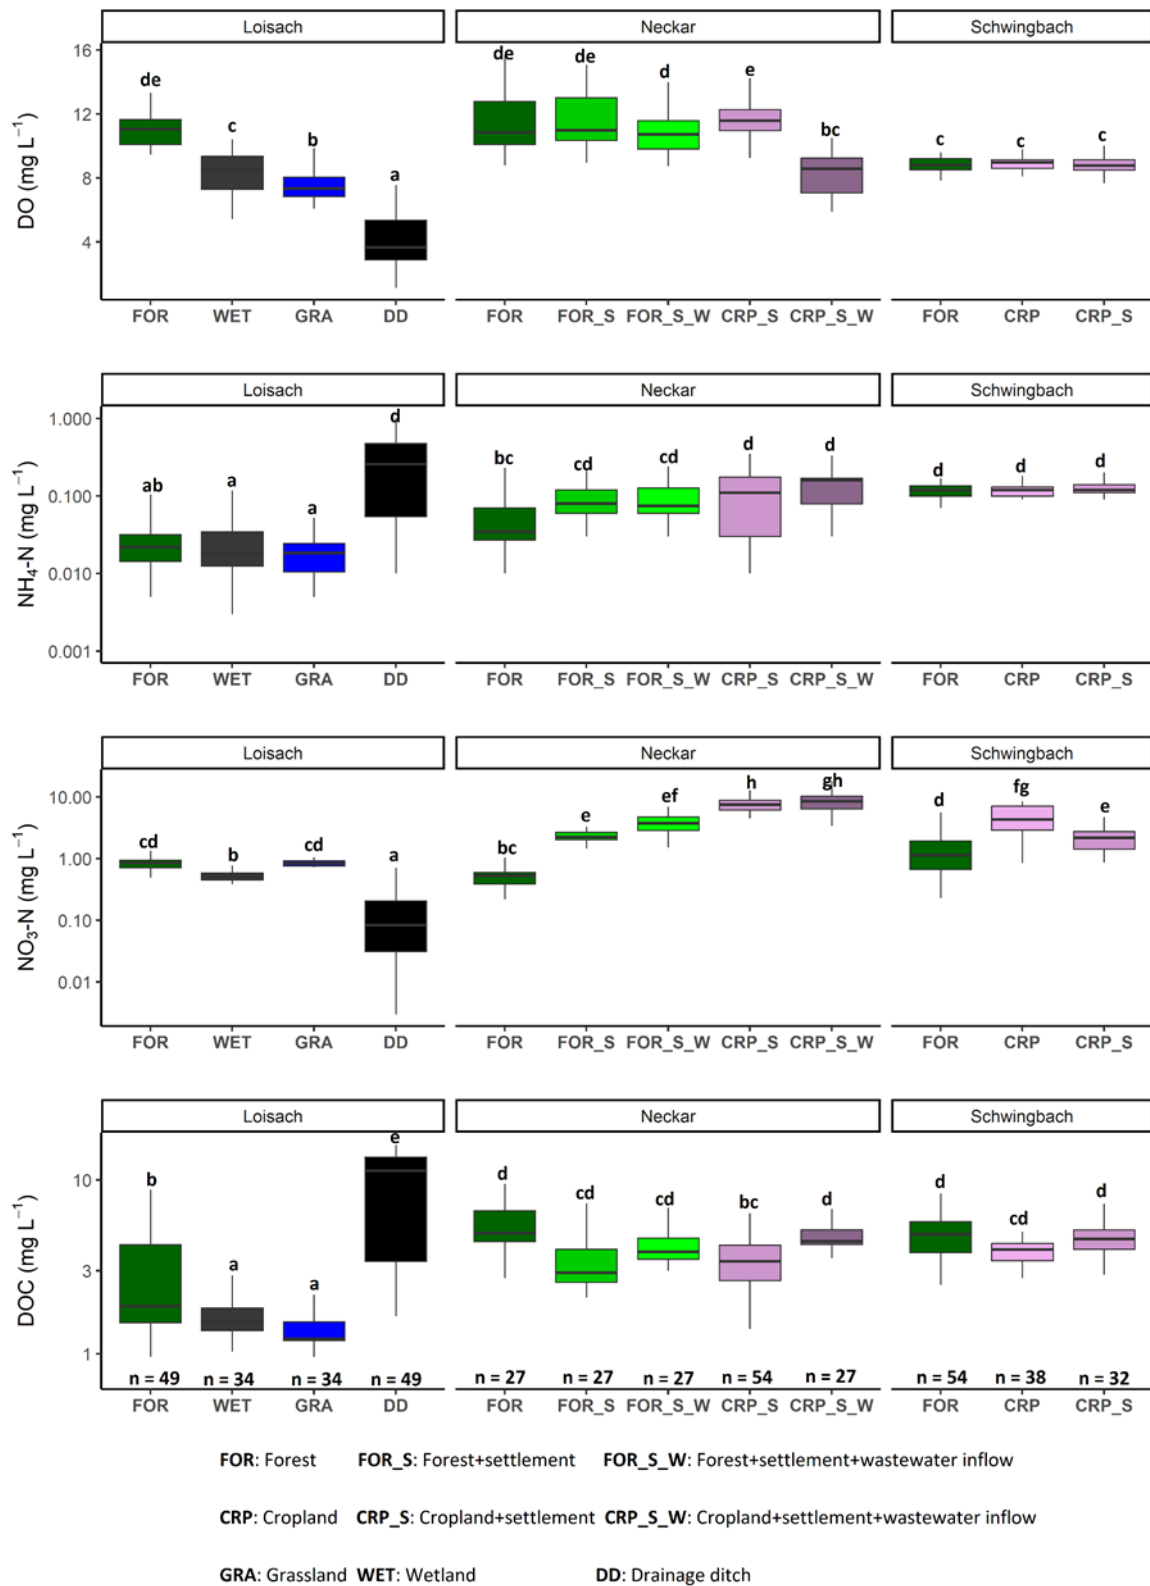 Loisach Neckar Schwingbach
DO (mg L⁻¹)
16
12
8
4
de c b a de de d e bc c c c
FOR WET GRA DD FOR FOR_S FOR_S_W CRP_S CRP_S_W FOR CRP CRP_S
Loisach Neckar Schwingbach
NH₄-N (mg L⁻¹)
1.000
0.100
0.010
0.001
ab a a d bc cd cd d d d d d
FOR WET GRA DD FOR FOR_S FOR_S_W CRP_S CRP_S_W FOR CRP CRP_S
Loisach Neckar Schwingbach
NO₃-N (mg L⁻¹)
10.00
1.00
0.10
0.01
cd b cd a bc e ef h gh d fg e
FOR WET GRA DD FOR FOR_S FOR_S_W CRP_S CRP_S_W FOR CRP CRP_S
Loisach Neckar Schwingbach
DOC (mg L⁻¹)
10
3
1
b a a e d cd cd bc d d cd d
n = 49 n = 34 n = 34 n = 49 n = 27 n = 27 n = 27 n = 54 n = 27 n = 54 n = 38 n = 32
FOR WET GRA DD FOR FOR_S FOR_S_W CRP_S CRP_S_W FOR CRP CRP_S
FOR: Forest FOR_S: Forest+settlement FOR_S_W: Forest+settlement+wastewater inflow
CRP: Cropland CRP_S: Cropland+settlement CRP_S_W: Cropland+settlement+wastewater inflow
GRA: Grassland WET: Wetland DD: Drainage ditch